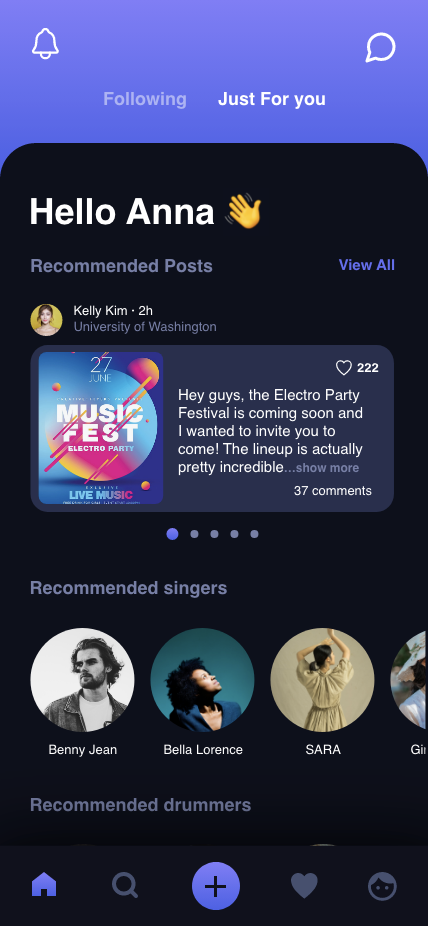 Following Just For you
Hello Anna 👋
Recommended Posts View All
Kelly Kim · 2h
University of Washington
27
JUNE
MUSIC
FEST
ELECTRO PARTY
LIVE MUSIC
222
Hey guys, the Electro Party
Festival is coming soon and
I wanted to invite you to
come! The lineup is actually
pretty incredible...show more
37 comments
Recommended singers
Benny Jean Bella Lorence SARA
Recommended drummers